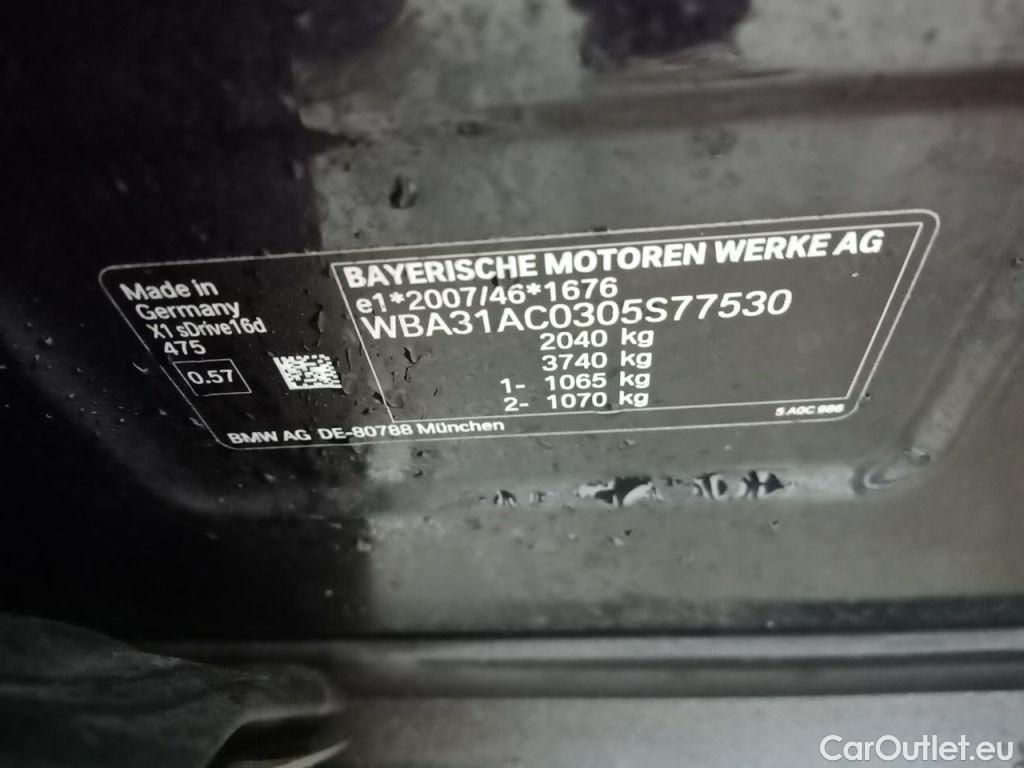 Made in
Germany
X1 sDrive16d
475
0.57
BAYERISCHE MOTOREN WERKE AG
e1*2007/46*1676
WBA31AC0305S77530
2040 kg
3740 kg
1- 1065 kg
2- 1070 kg
5 A0C 986
BMW AG DE-80788 München
CarOutlet.eu